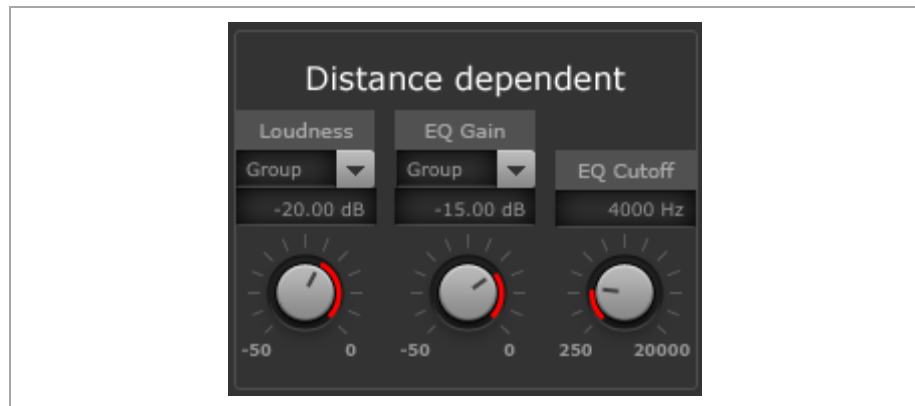 Distance dependent
Loudness EQ Gain
Group Group EQ Cutoff
-20.00 dB -15.00 dB 4000 Hz
-50 0 -50 0 250 20000